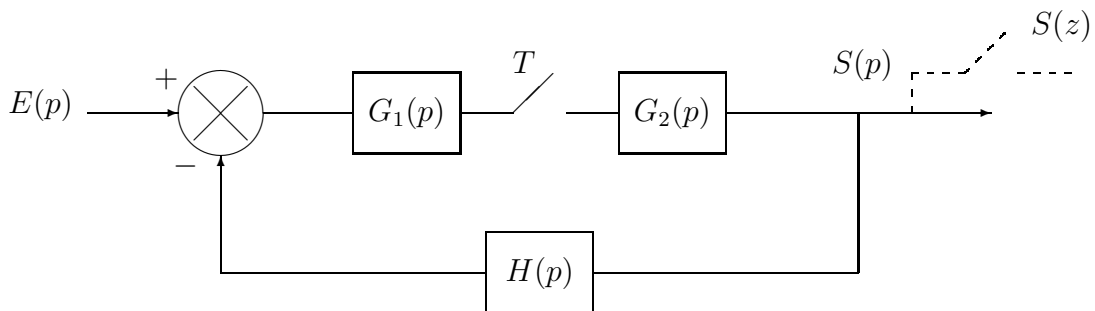 S(z)
T
S(p)
+
E(p)
G₁(p)
G₂(p)
−
H(p)